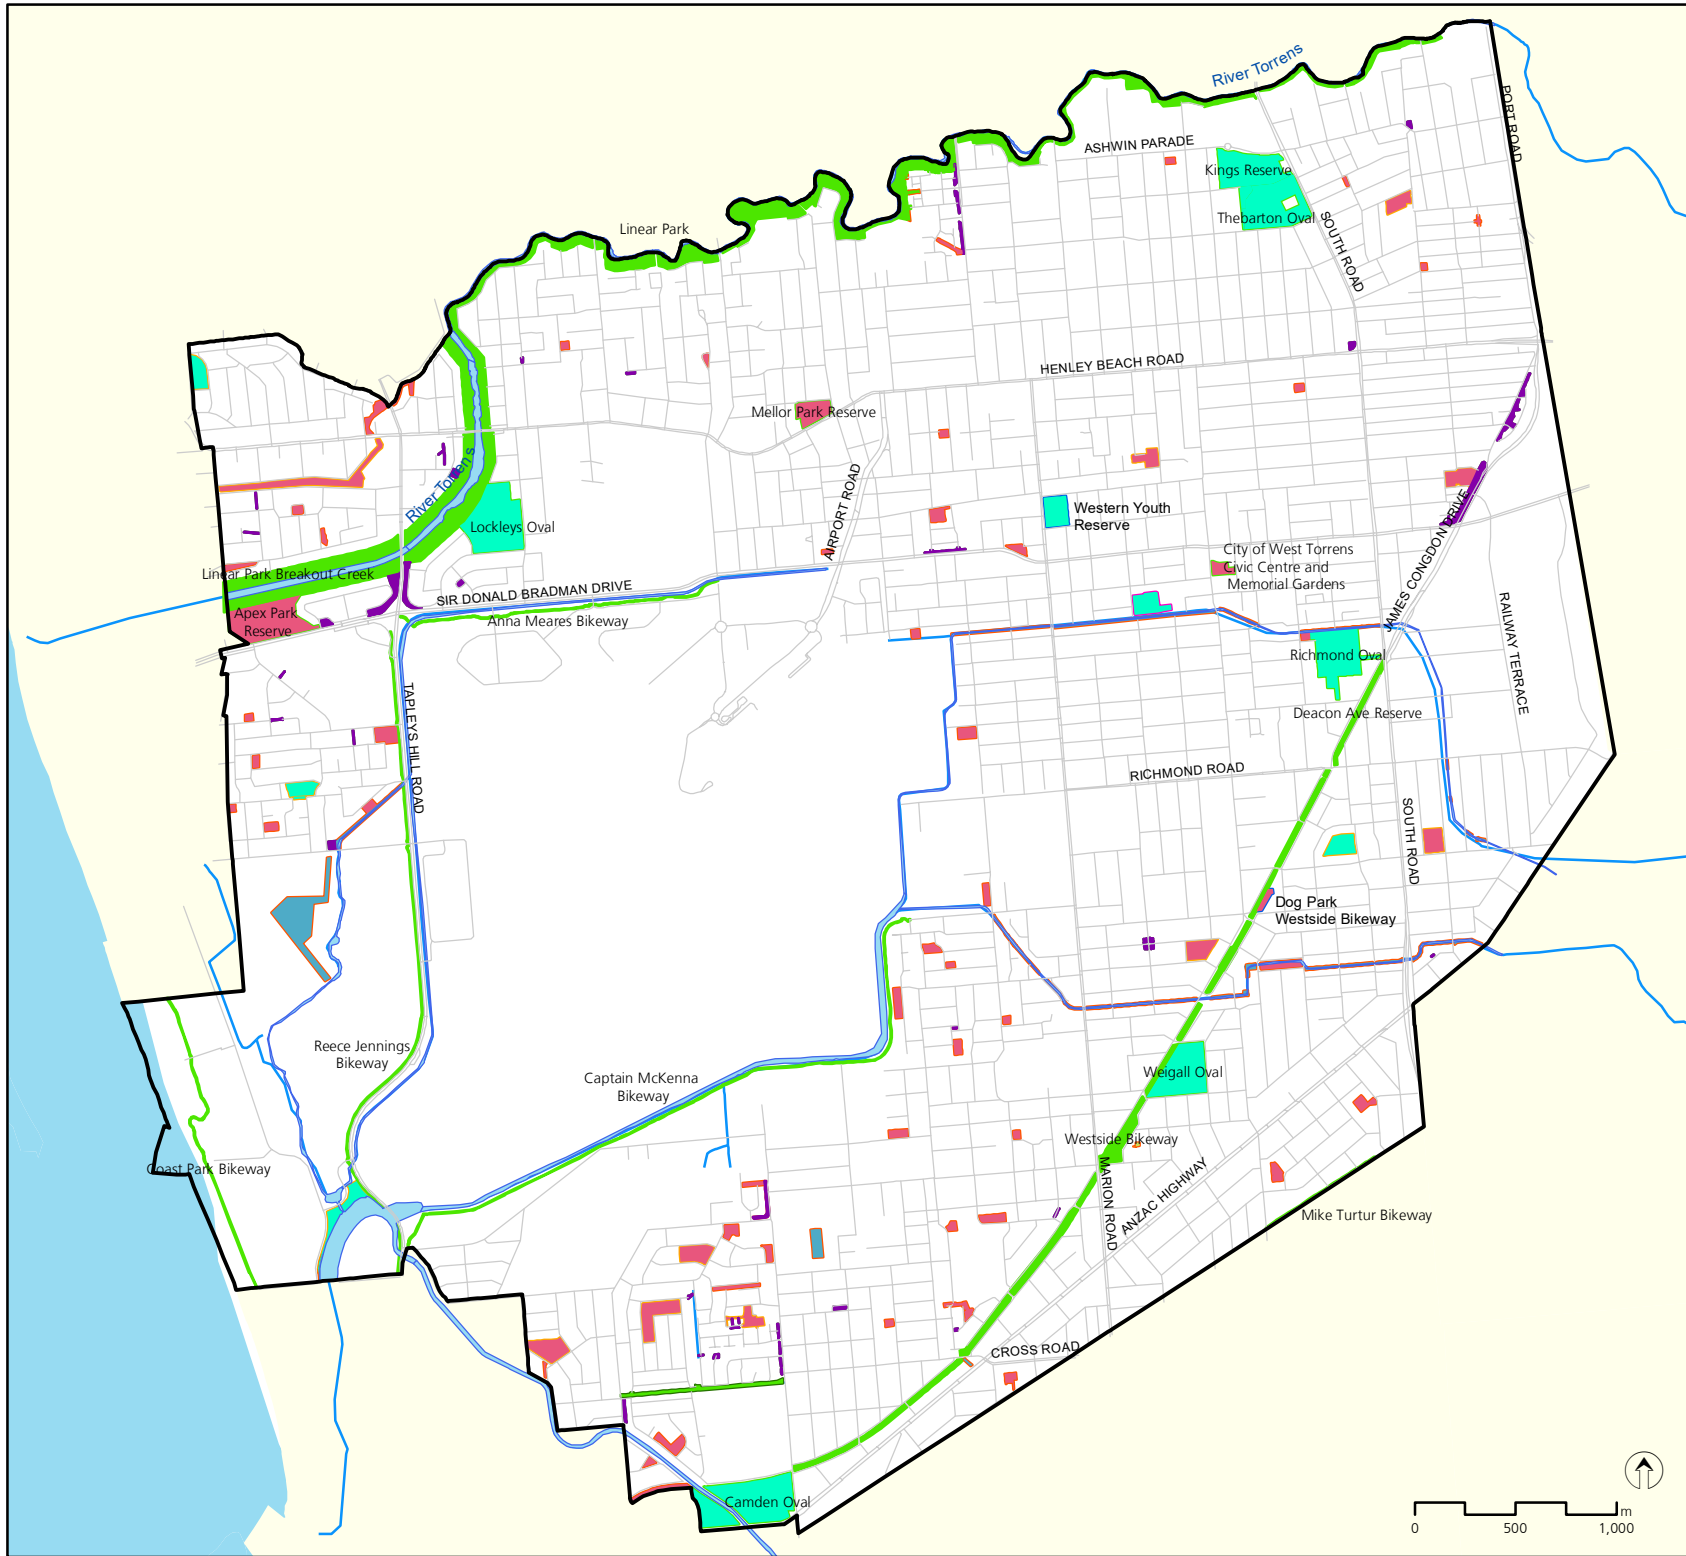 River Torrens
PORT ROAD
ASHWIN PARADE
Kings Reserve
Thebarton Oval
SOUTH ROAD
Linear Park
HENLEY BEACH ROAD
Mellor Park Reserve
AIRPORT ROAD
River Torrens
Lockleys Oval
Western Youth
Reserve
JAMES CONGDON DRIVE
City of West Torrens
Civic Centre and
Memorial Gardens
Linear Park Breakout Creek
SIR DONALD BRADMAN DRIVE
Apex Park
Reserve
Anna Meares Bikeway
RAILWAY TERRACE
Richmond Oval
Deacon Ave Reserve
TAPLEYS HILL ROAD
RICHMOND ROAD
SOUTH ROAD
Dog Park
Westside Bikeway
Reece Jennings
Bikeway
Captain McKenna
Bikeway
Weigall Oval
Westside Bikeway
Coast Park Bikeway
MARION ROAD
ANZAC HIGHWAY
Mike Turtur Bikeway
CROSS ROAD
Camden Oval
m
0 500 1,000